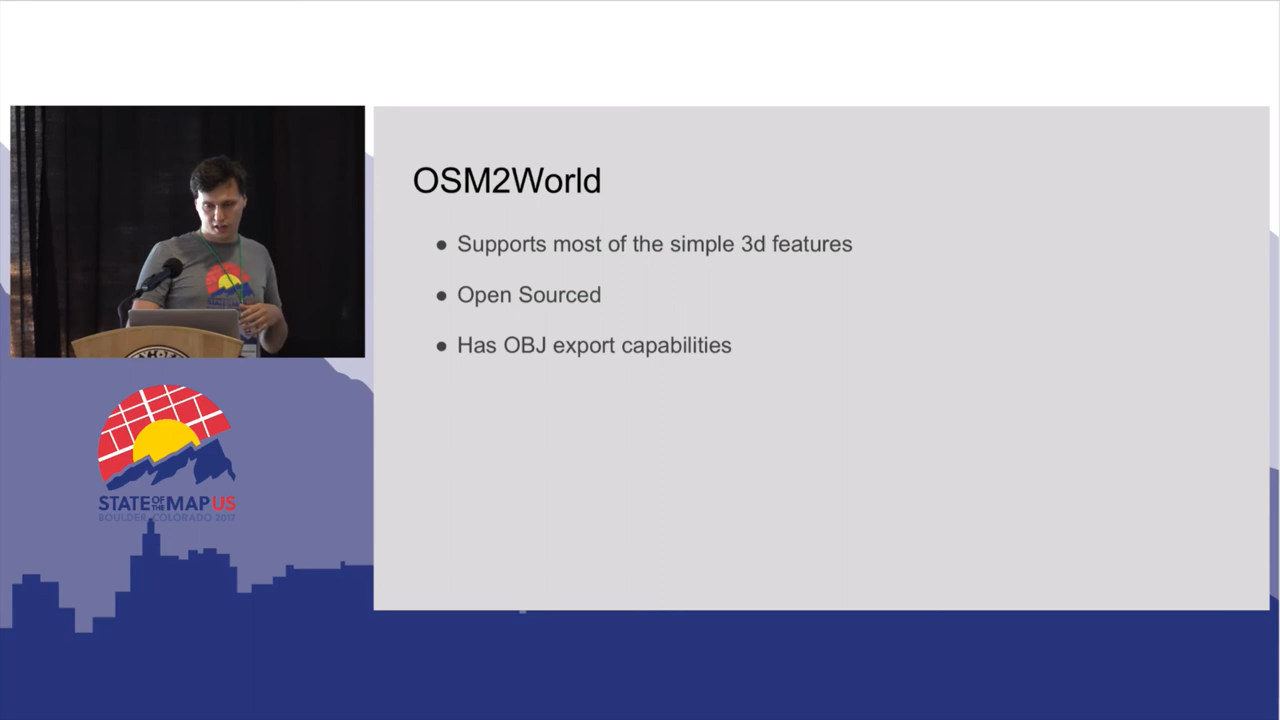 OSM2World
• Supports most of the simple 3d features
• Open Sourced
• Has OBJ export capabilities
STATE OF THE MAP US
BOULDER, COLORADO 2017